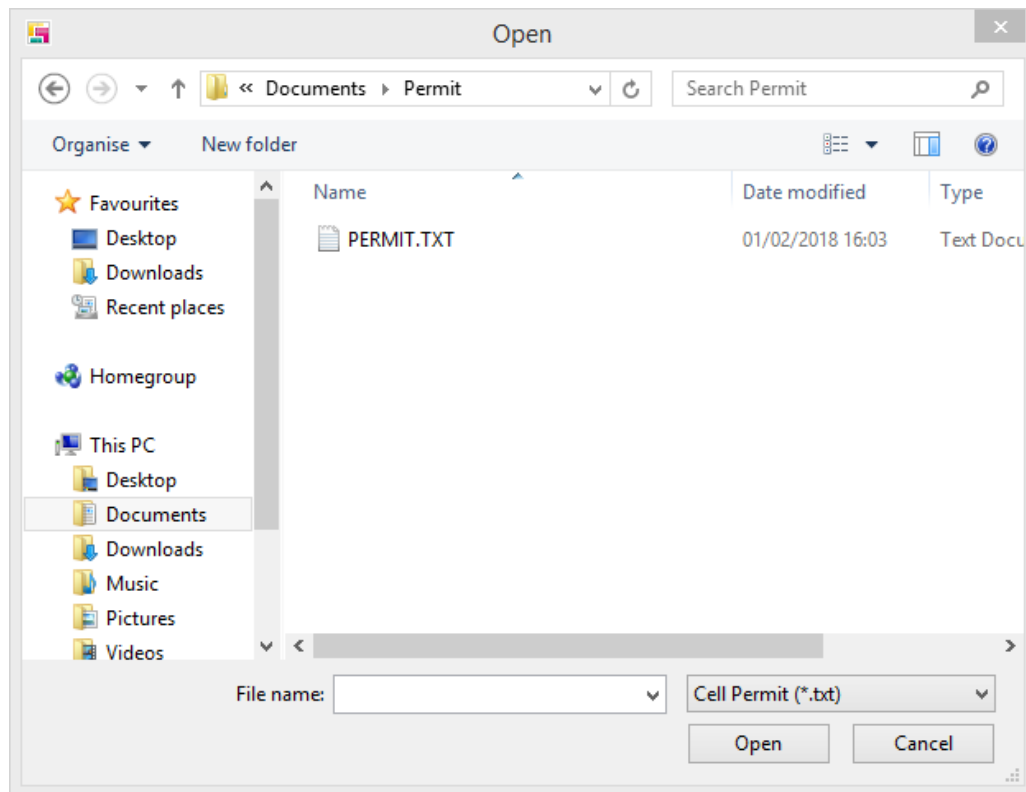 Open
« Documents Permit
Search Permit
Organise
New folder
Name
Date modified
Type
Favourites
Desktop
Downloads
Recent places
Homegroup
This PC
Desktop
Documents
Downloads
Music
Pictures
Videos
PERMIT.TXT
01/02/2018 16:03
Text Docu
File name:
Cell Permit (*.txt)
Open
Cancel